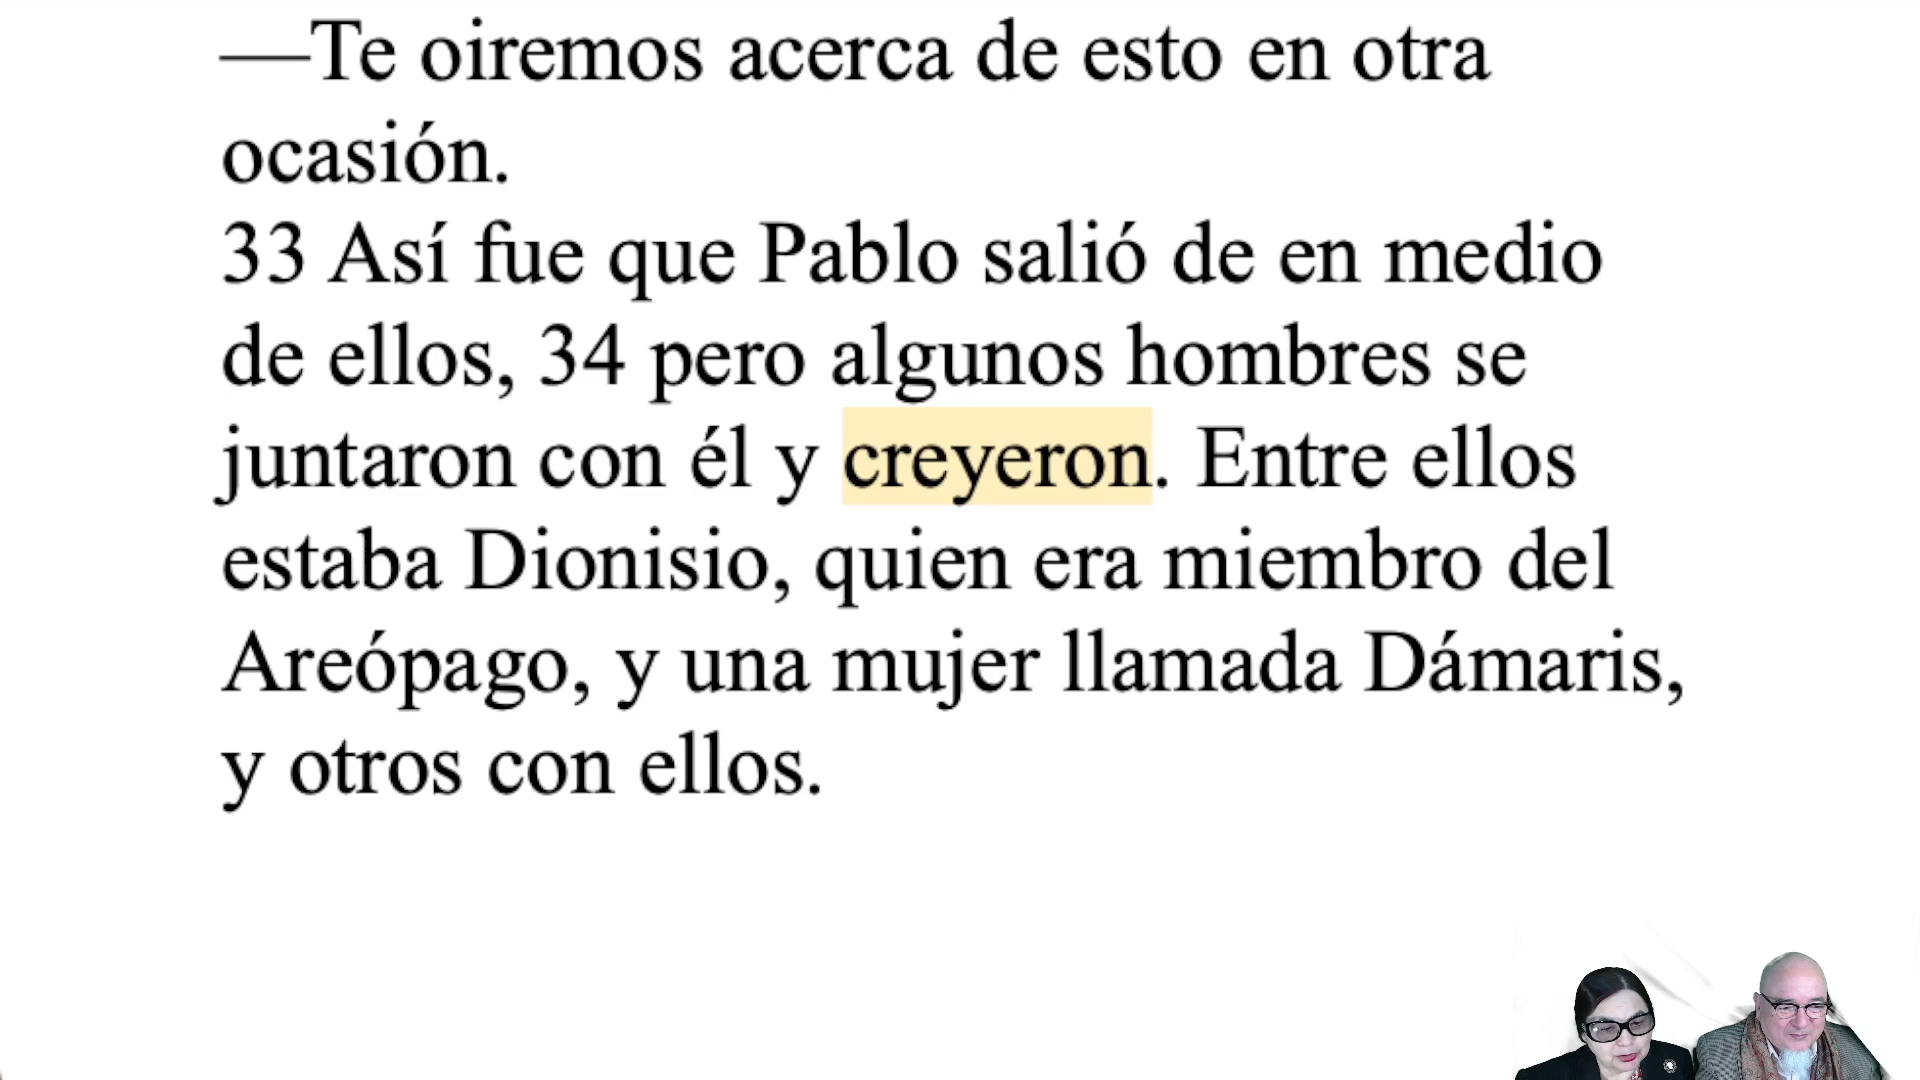 —Te oiremos acerca de esto en otra
ocasión.
33 Así fue que Pablo salió de en medio
de ellos, 34 pero algunos hombres se
juntaron con él y creyeron. Entre ellos
estaba Dionisio, quien era miembro del
Areópago, y una mujer llamada Dámaris,
y otros con ellos.